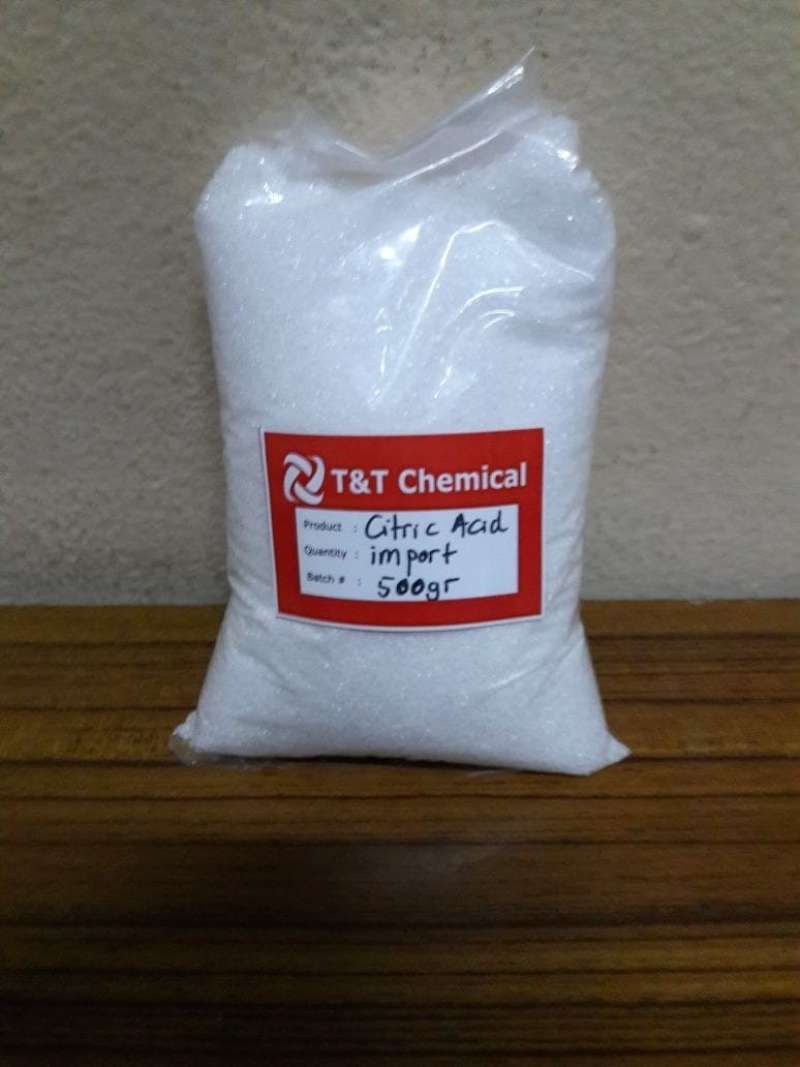 T&T Chemical
Product : Citric Acid
Quantity : import
Batch # : 500gr